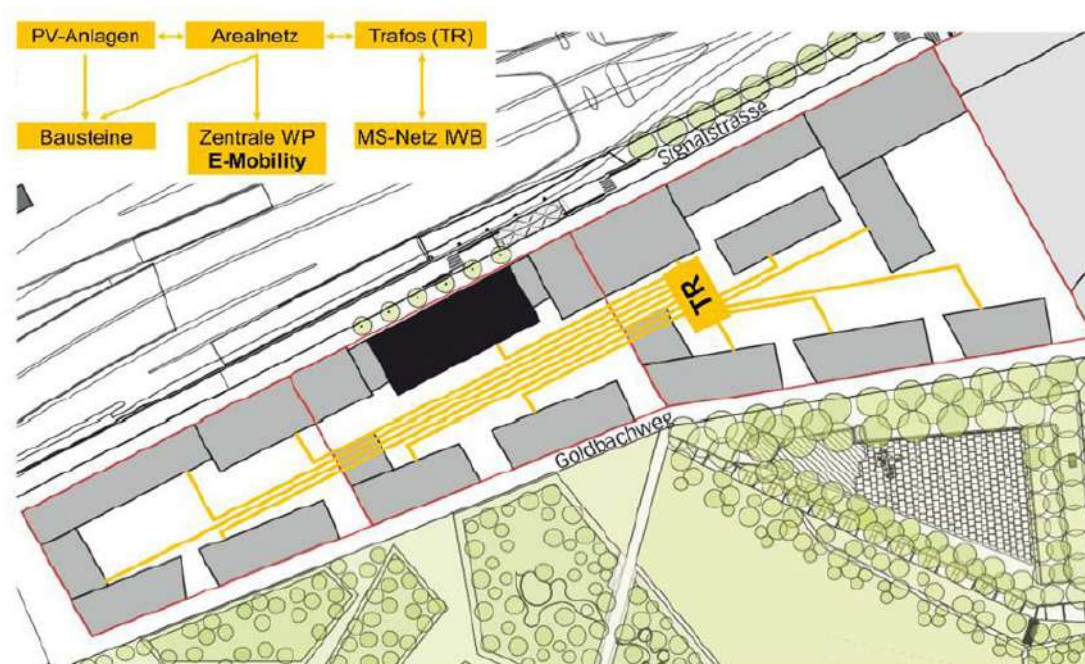 PV-Anlagen
Arealnetz
Trafos (TR)
Bausteine
Zentrale WP
E-Mobility
MS-Netz IWB
Signalstrasse
TR
Goldbachweg